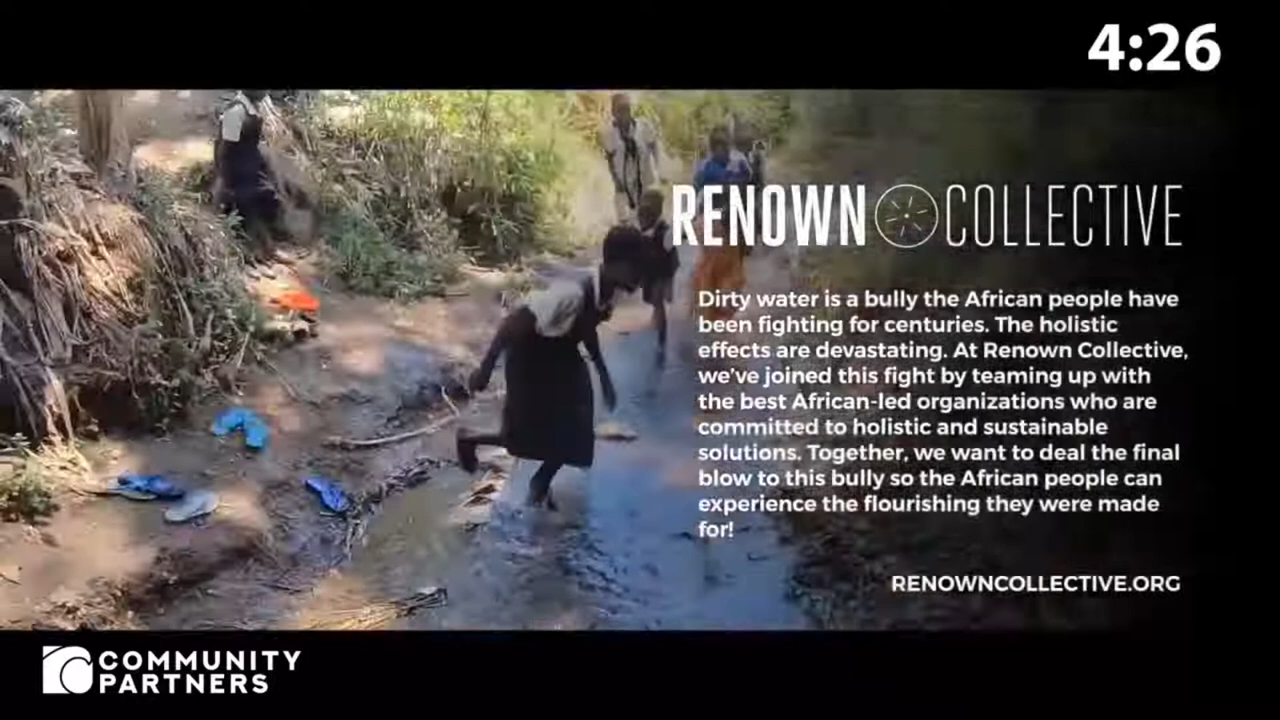 4:26
RENOWN COLLECTIVE
Dirty water is a bully the African people have
been fighting for centuries. The holistic
effects are devastating. At Renown Collective,
we've joined this fight by teaming up with
the best African-led organizations who are
committed to holistic and sustainable
solutions. Together, we want to deal the final
blow to this bully so the African people can
experience the flourishing they were made
for!
RENOWNCOLLECTIVE.ORG
COMMUNITY
PARTNERS